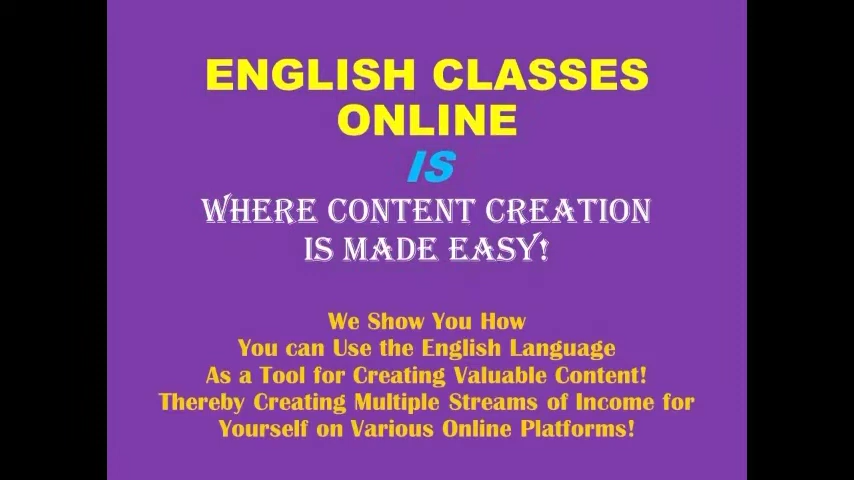 ENGLISH CLASSES
ONLINE
IS
WHERE CONTENT CREATION
IS MADE EASY!
We Show You How
You can Use the English Language
As a Tool for Creating Valuable Content!
Thereby Creating Multiple Streams of Income for
Yourself on Various Online Platforms!